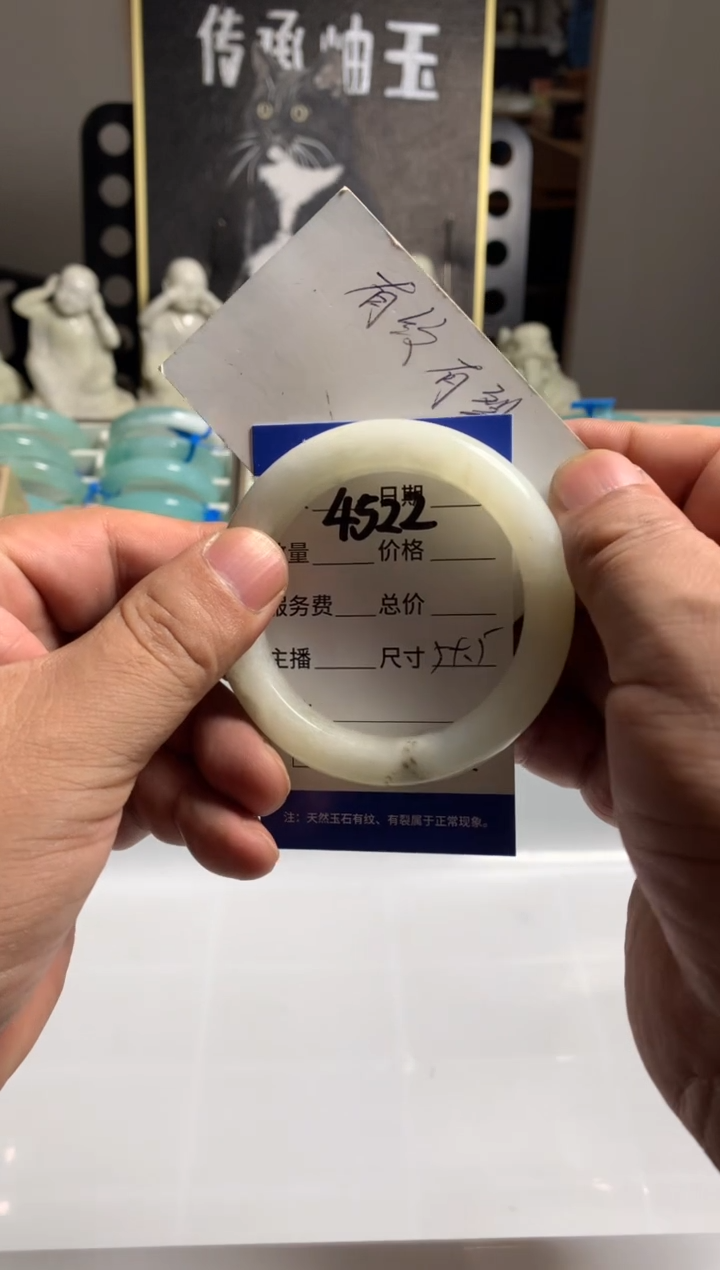 传承岫玉
有纹
有裂
日期
4522
数量 价格
服务费 总价
主播 尺寸
注：天然玉石有纹、有裂属于正常现象。